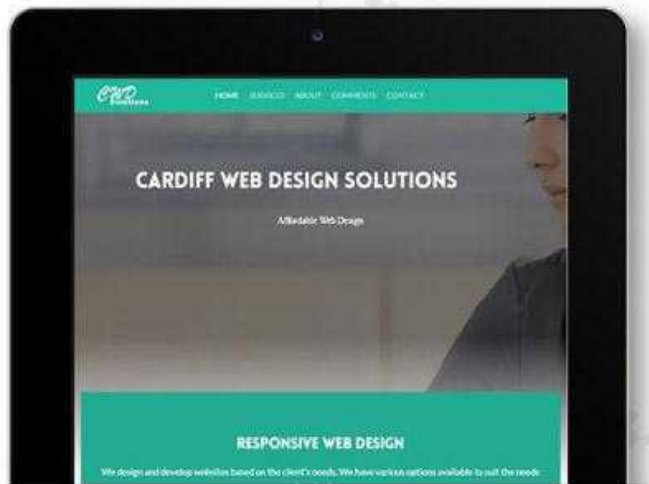 CWD
Solutions
HOME SERVICES ABOUT COMMENTS CONTACT
CARDIFF WEB DESIGN SOLUTIONS
Affordable Web Design
RESPONSIVE WEB DESIGN
We design and develop websites based on the client's needs. We have various options available to suit the needs